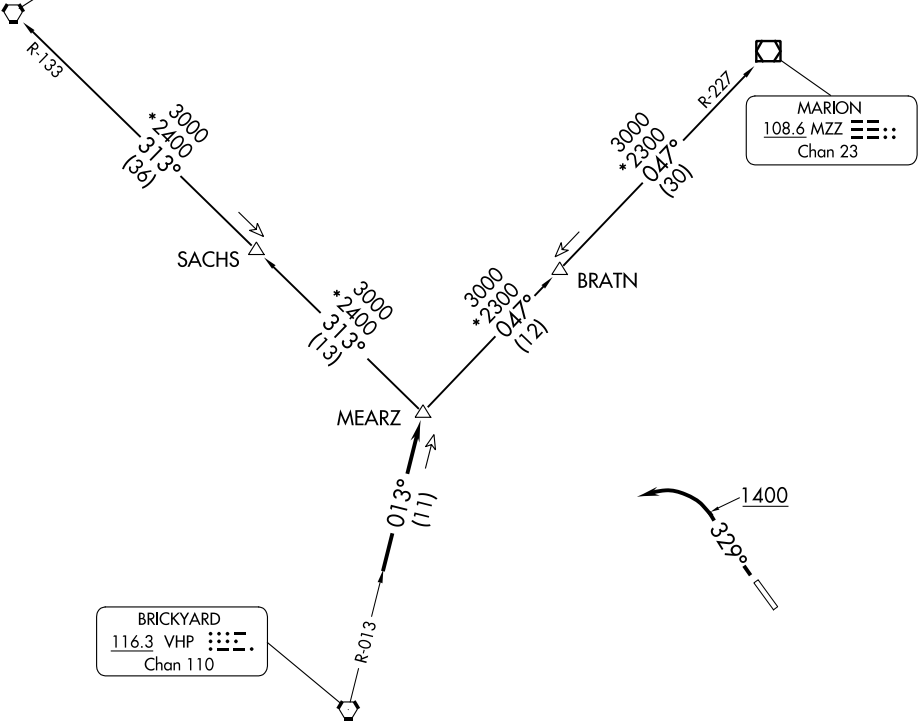 R-133
3000
*2400
313°
(36)
SACHS
3000
*2400
313°
(13)
MEARZ
013°
(11)
R-013
BRICKYARD
116.3 VHP
Chan 110
3000
*2300
047°
(12)
BRATN
3000
*2300
047°
(30)
R-227
MARION
108.6 MZZ
Chan 23
1400
329°